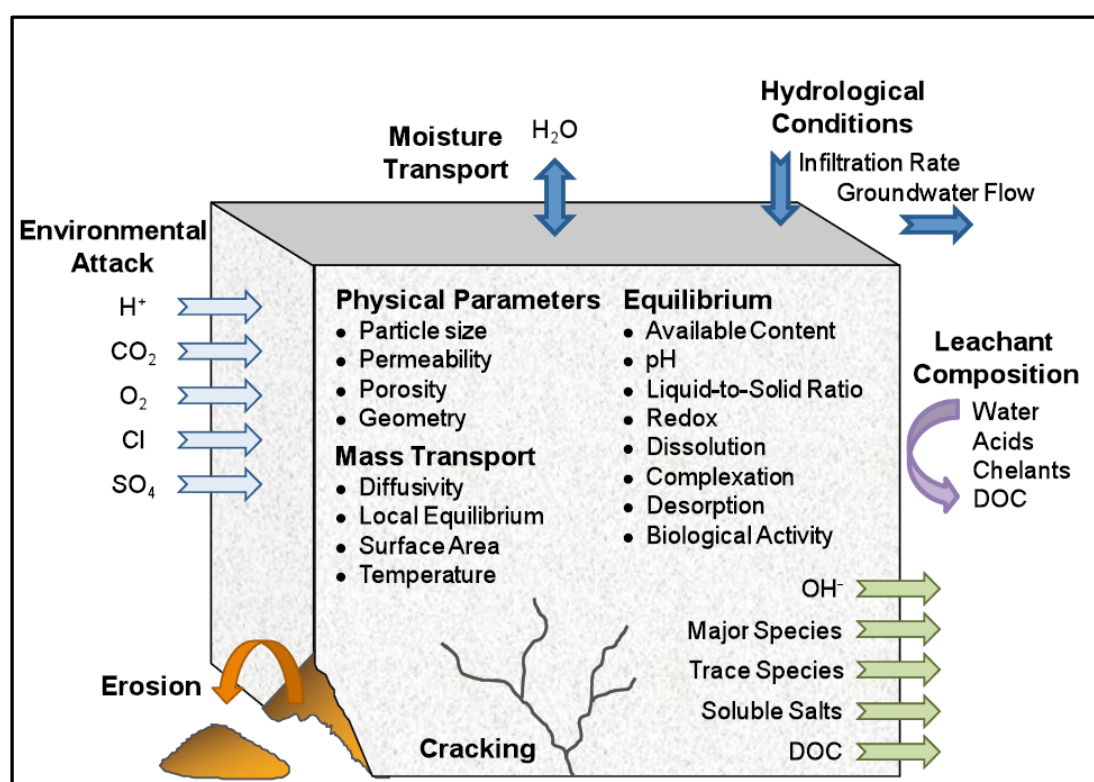 Hydrological
Conditions
Infiltration Rate
Groundwater Flow
Moisture
Transport
H₂O
Environmental
Attack
H⁺
CO₂
O₂
Cl
SO₄
Physical Parameters
• Particle size
• Permeability
• Porosity
• Geometry
Mass Transport
• Diffusivity
• Local Equilibrium
• Surface Area
• Temperature
Equilibrium
• Available Content
• pH
• Liquid-to-Solid Ratio
• Redox
• Dissolution
• Complexation
• Desorption
• Biological Activity
Leachant
Composition
Water
Acids
Chelants
DOC
OH⁻
Major Species
Trace Species
Soluble Salts
DOC
Erosion
Cracking